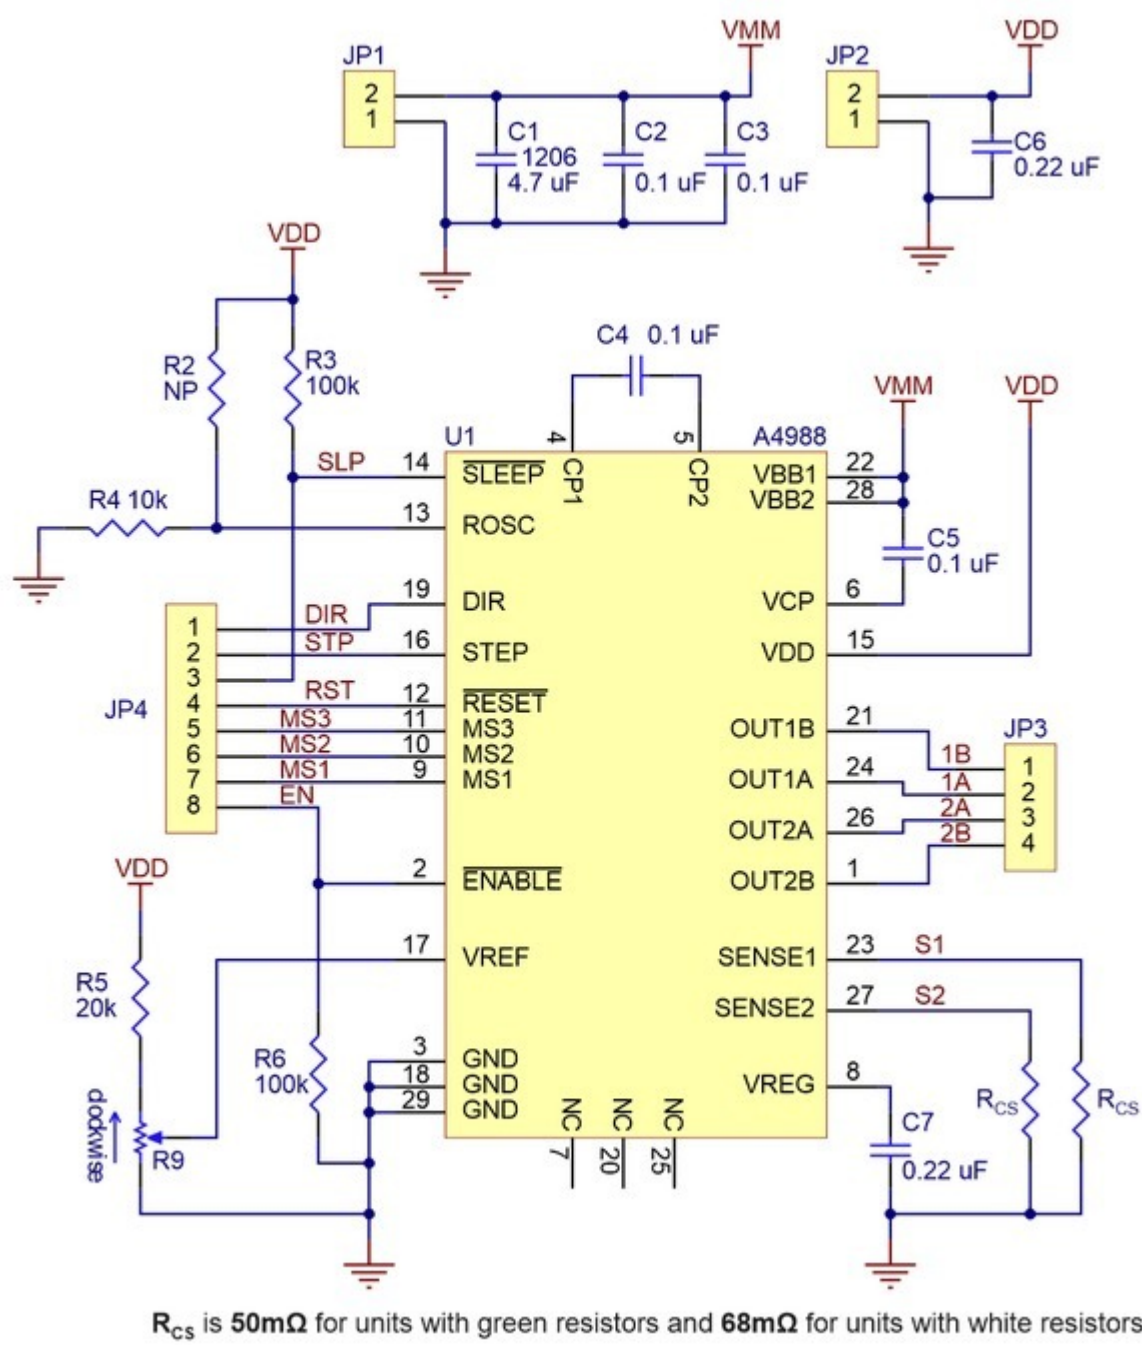 VMM
VDD
JP1
JP2
2
1
2
1
C1
1206
4.7 uF
C2
0.1 uF
C3
0.1 uF
C6
0.22 uF
VDD
C4 0.1 uF
R2
NP
R3
100k
VMM
VDD
U1
A4988
4
5
CP1
CP2
SLP
14
SLEEP
VBB1
22
VBB2
28
R4 10k
13
ROSC
C5
0.1 uF
19
DIR
VCP
6
DIR
1
STP
2
16
STEP
VDD
15
3
RST
4
12
RESET
JP4
MS3
5
11
MS3
OUT1B
21
JP3
MS2
6
10
MS2
1B
1
MS1
7
9
MS1
OUT1A
24
1A
2
EN
8
OUT2A
26
2A
3
2B
4
VDD
2
ENABLE
OUT2B
1
17
VREF
SENSE1
23
S1
R5
20k
SENSE2
27
S2
R6
100k
3
GND
18
GND
29
GND
VREG
8
RCS
RCS
clockwise
R9
NC
NC
NC
7
20
25
C7
0.22 uF
RCS is 50mΩ for units with green resistors and 68mΩ for units with white resistors